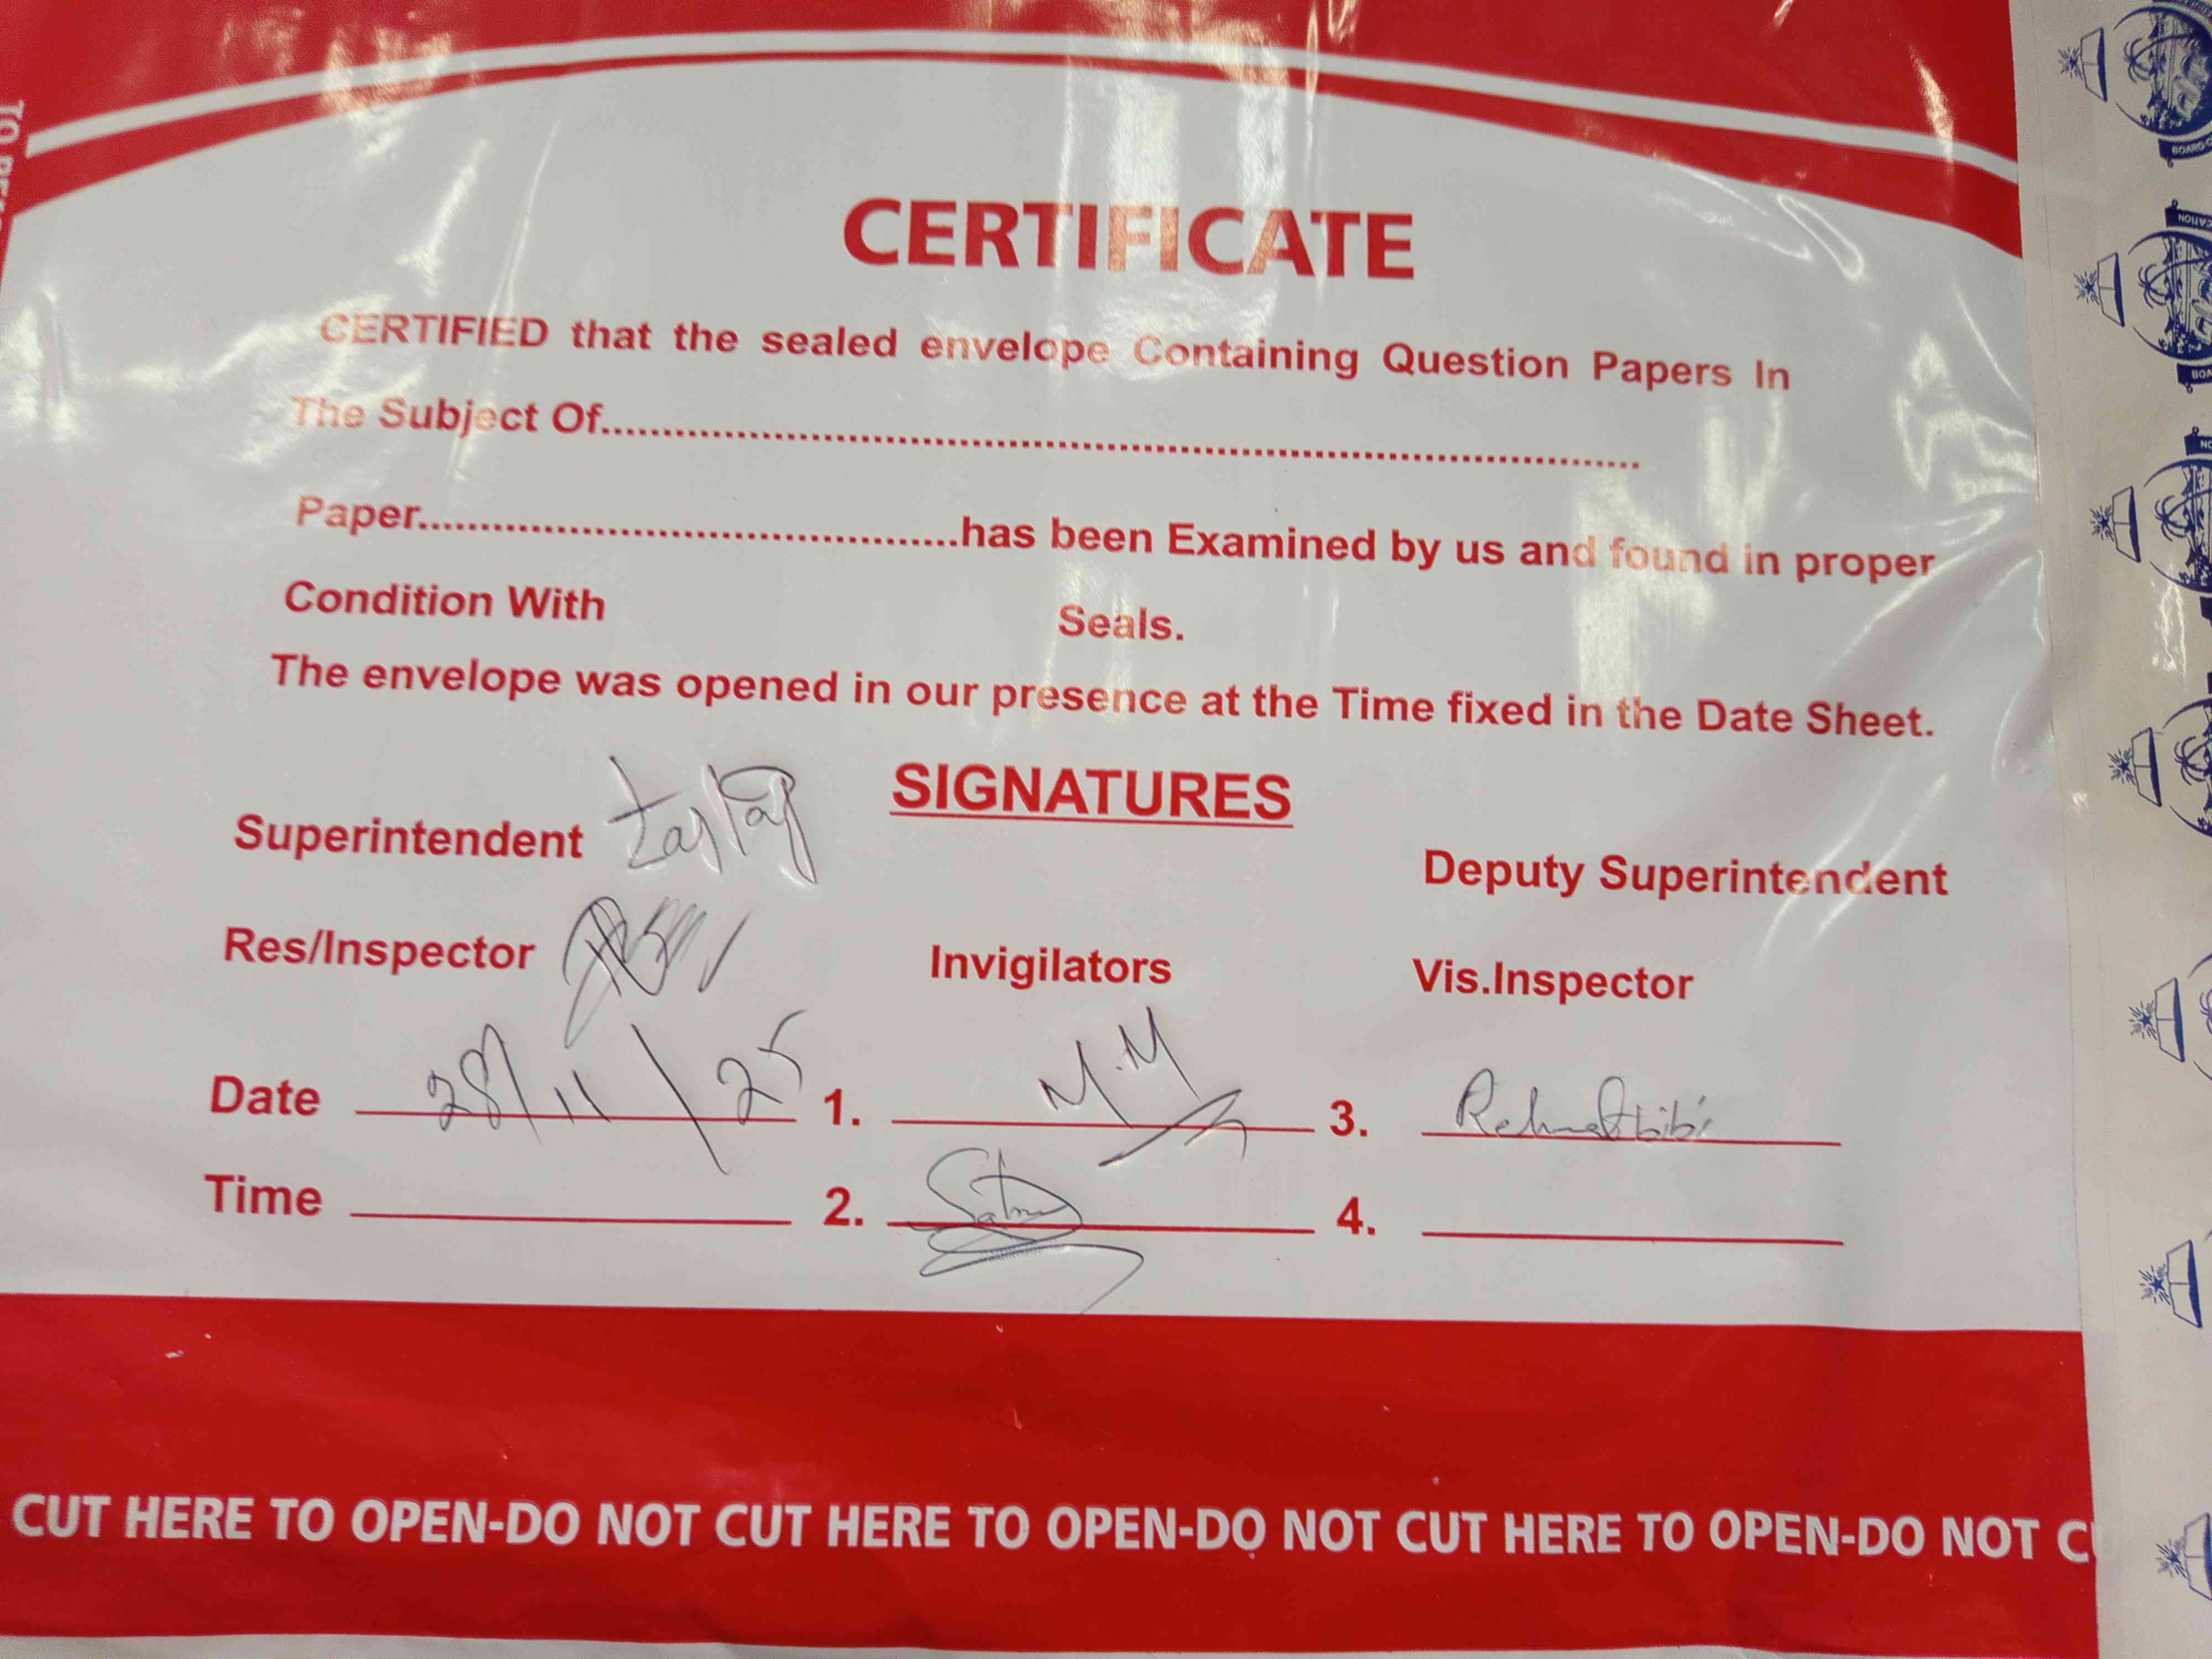 CERTIFICATE
CERTIFIED that the sealed envelope Containing Question Papers In
The Subject Of.......................................................................................
Paper.............................................has been Examined by us and found in proper
Condition With Seals.
The envelope was opened in our presence at the Time fixed in the Date Sheet.
SIGNATURES
Superintendent
Deputy Superintendent
Res/Inspector
Invigilators
Vis.Inspector
Date 28/11/25 1. M.M 3. Rehmat bibi
Time 2. 4.
CUT HERE TO OPEN-DO NOT CUT HERE TO OPEN-DO NOT CUT HERE TO OPEN-DO NOT